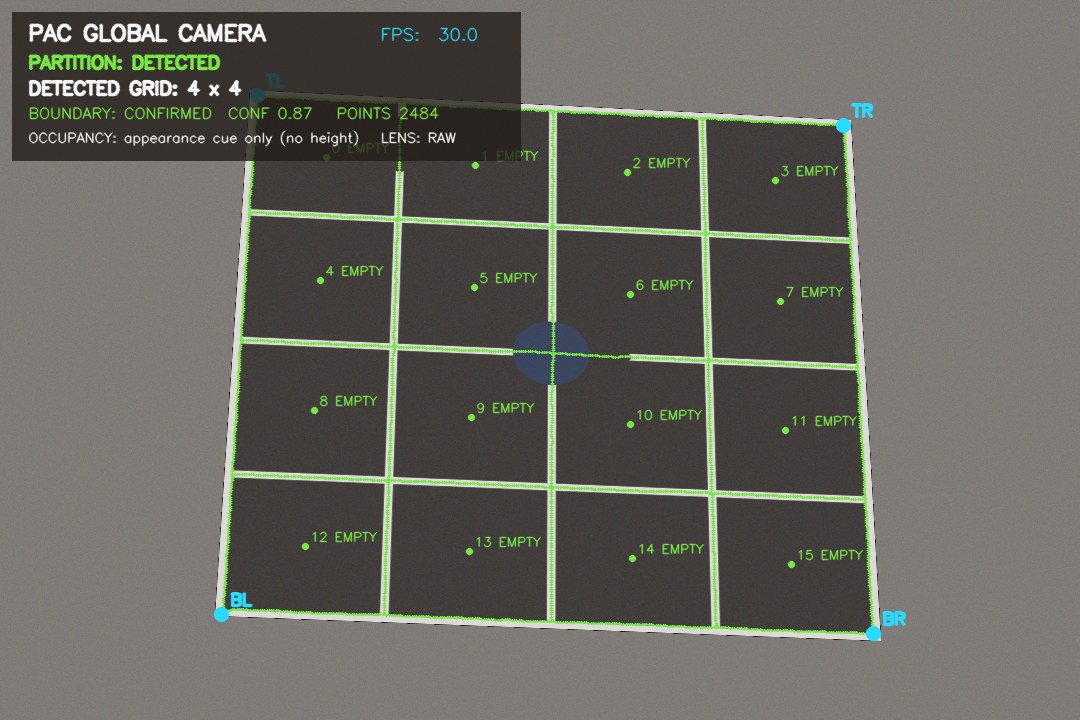 PAC GLOBAL CAMERA FPS: 30.0
PARTITION: DETECTED
TL
DETECTED GRID: 4 x 4
BOUNDARY: CONFIRMED CONF 0.87 POINTS 2484
TR
OCCUPANCY: appearance cue only (no height) LENS: RAW
0 EMPTY
1 EMPTY
2 EMPTY
3 EMPTY
4 EMPTY
5 EMPTY
6 EMPTY
7 EMPTY
8 EMPTY
9 EMPTY
10 EMPTY
11 EMPTY
12 EMPTY
13 EMPTY
14 EMPTY
15 EMPTY
BL
BR